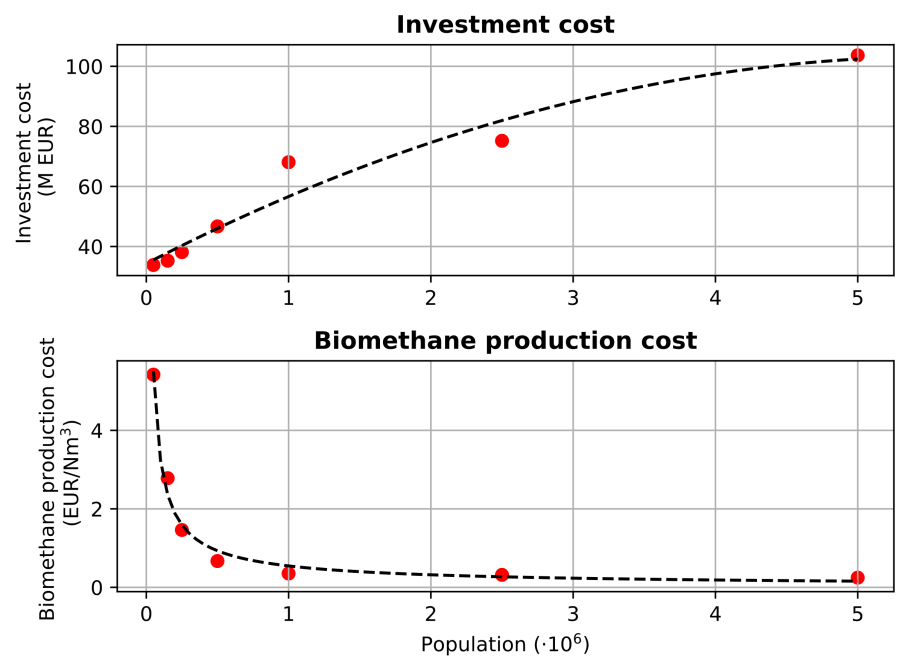 Investment cost
Investment cost
(M EUR)
100
80
60
40
0 1 2 3 4 5
Biomethane production cost
Biomethane production cost
(EUR/Nm³)
4
2
0
0 1 2 3 4 5
Population (·10⁶)